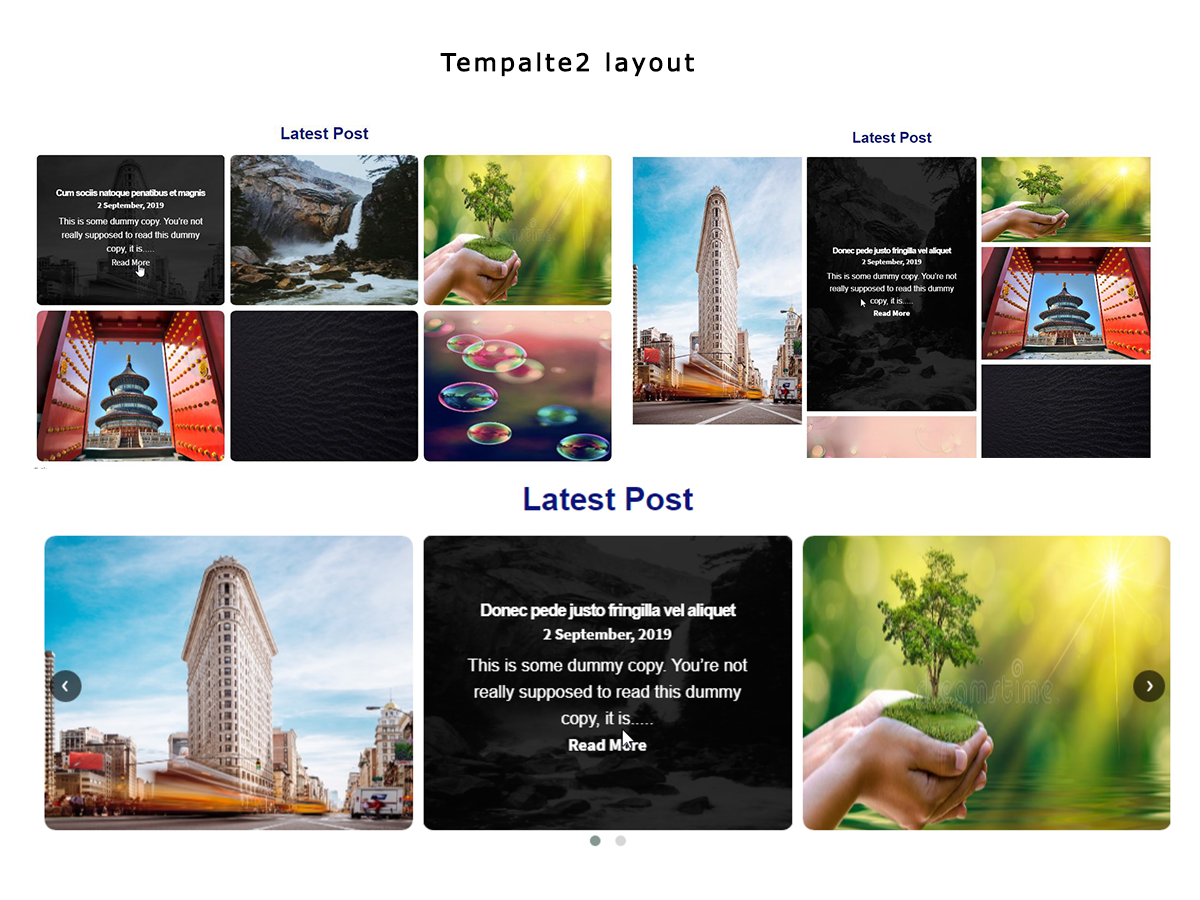 Tempalte2 layout
Latest Post
Cum sociis natoque penatibus et magnis
2 September, 2019
This is some dummy copy. You're not
really supposed to read this dummy
copy, it is.....
Read More
Latest Post
Donec pede justo fringilla vel aliquet
2 September, 2019
This is some dummy copy. You're not
really supposed to read this dummy
copy, it is.....
Read More
Latest Post
Donec pede justo fringilla vel aliquet
2 September, 2019
This is some dummy copy. You're not
really supposed to read this dummy
copy, it is.....
Read More
dreamstime